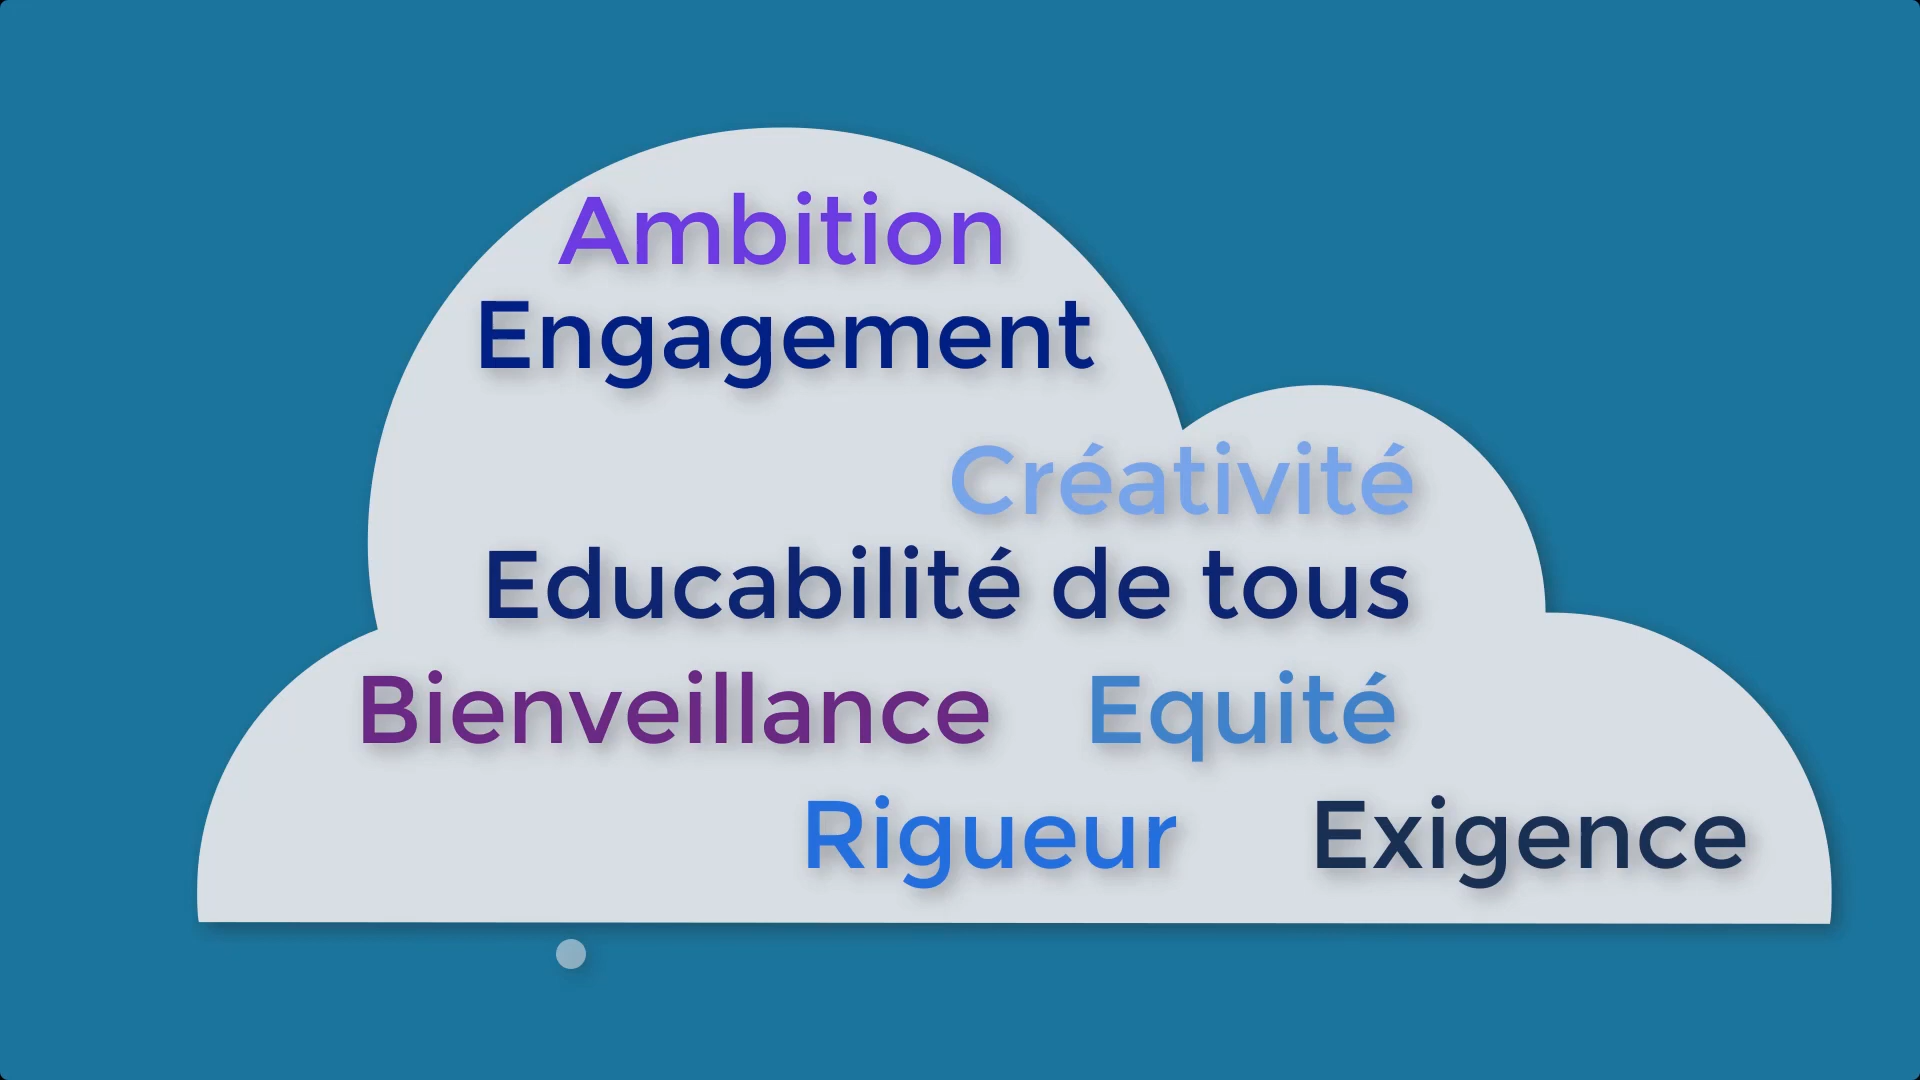 Ambition
Engagement
Créativité
Educabilité de tous
Bienveillance Equité
Rigueur Exigence